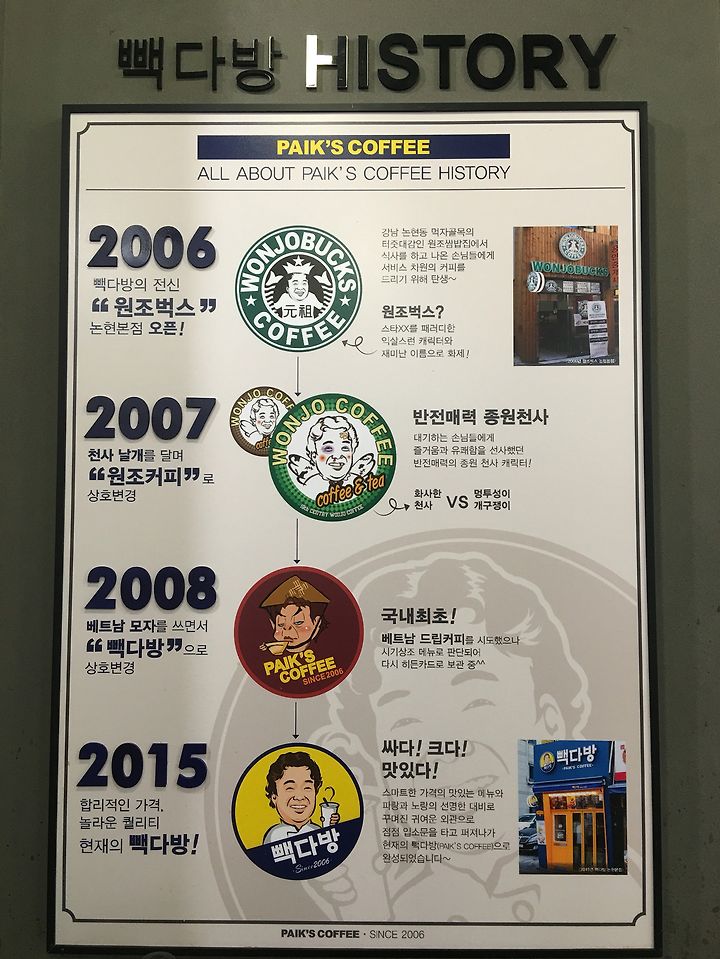 빽다방 HISTORY
PAIK'S COFFEE
ALL ABOUT PAIK'S COFFEE HISTORY
2006
빽다방의 전신
“원조벅스”
논현본점 오픈!
WONJOBUCKS
元祖
COFFEE
강남 논현동 먹자골목의
터줏대감인 원조쌈밥집에서
식사를 하고 나온 손님들에게
서비스 차원의 커피를
드리기 위해 탄생~
원조벅스?
스타XX를 패러디한
익살스런 캐릭터와
재미난 이름으로 화제!
WONJOBUCKS
2007
천사 날개를 달며
“원조커피”로
상호변경
WONJO COFFEE
coffee & tea
반전매력 종원천사
대기하는 손님들에게
즐거움과 유쾌함을 선사했던
반전매력의 종원 천사 캐릭터!
화사한
천사
VS
멍투성이
개구쟁이
2008
베트남 모자를 쓰면서
“빽다방”으로
상호변경
PAIK'S
COFFEE
SINCE 2006
국내최초!
베트남 드립커피를 시도했으나
시기상조 메뉴로 판단되어
다시 히든카드로 보관 중^^
2015
합리적인 가격,
놀라운 퀄리티
현재의 빽다방!
빽다방
Since 2006
싸다! 크다!
맛있다!
스마트한 가격의 맛있는 메뉴와
파랑과 노랑의 선명한 대비로
꾸며진 귀여운 외관으로
점점 입소문을 타고 퍼져나가
현재의 빽다방(PAIK'S COFFEE)으로
완성되었습니다~
빽다방
PAIK'S COFFEE
PAIK'S COFFEE · SINCE 2006